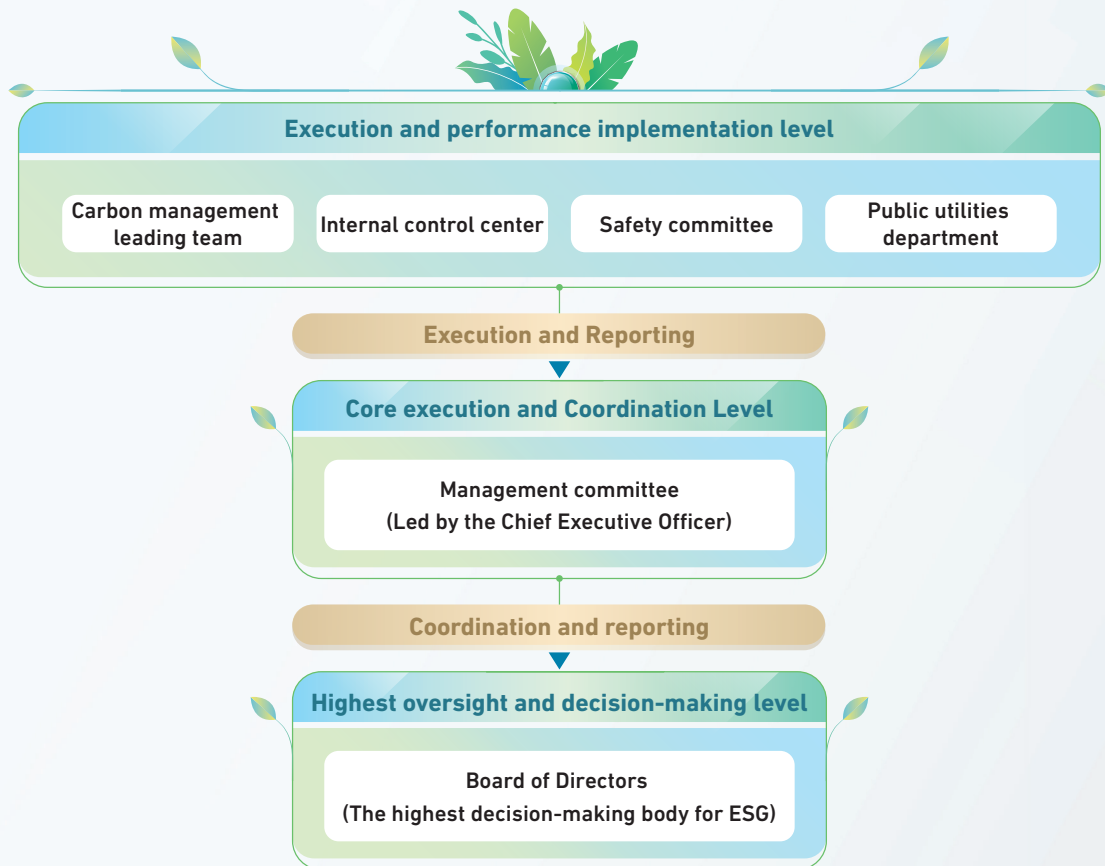 Execution and performance implementation level
Carbon management
leading team
Internal control center
Safety committee
Public utilities
department
Execution and Reporting
Core execution and Coordination Level
Management committee
(Led by the Chief Executive Officer)
Coordination and reporting
Highest oversight and decision-making level
Board of Directors
(The highest decision-making body for ESG)